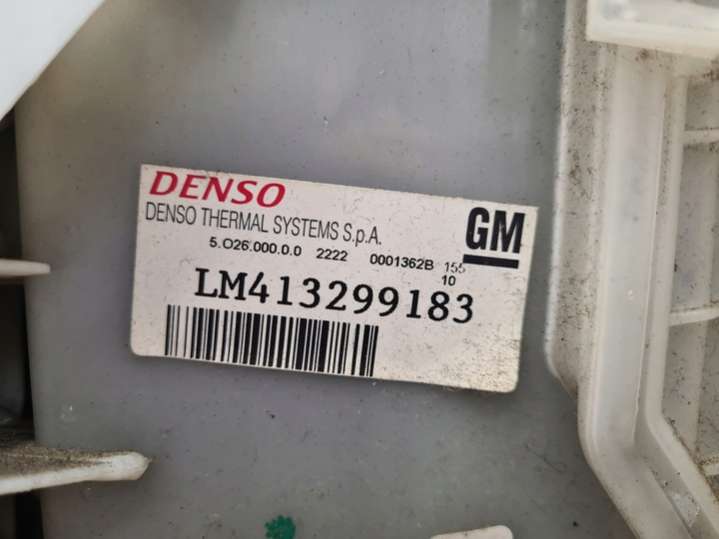 DENSO
DENSO THERMAL SYSTEMS S.p.A.
GM
5.O26.000.0.0 2222 0001362B 155
10
LM413299183